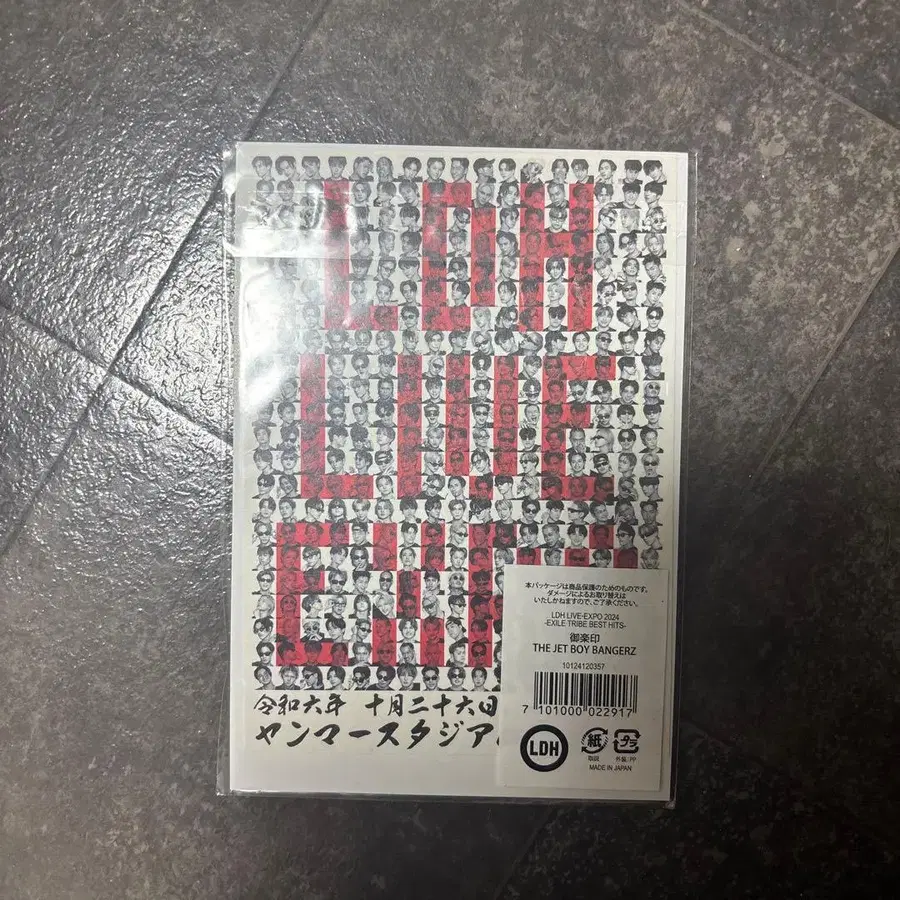 LDH
LIVE
令和六年 十月二十六日
ヤンマースタジア
本パッケージは商品保護のためのものです。
ダメージによるお取り替えは
いたしかねますので、ご了承ください。
LDH LIVE-EXPO 2024
-EXILE TRIBE BEST HITS-
御楽印
THE JET BOY BANGERZ
10124120357
7 101000 022917
LDH
紙 プラ
取説 外装: PP
MADE IN JAPAN